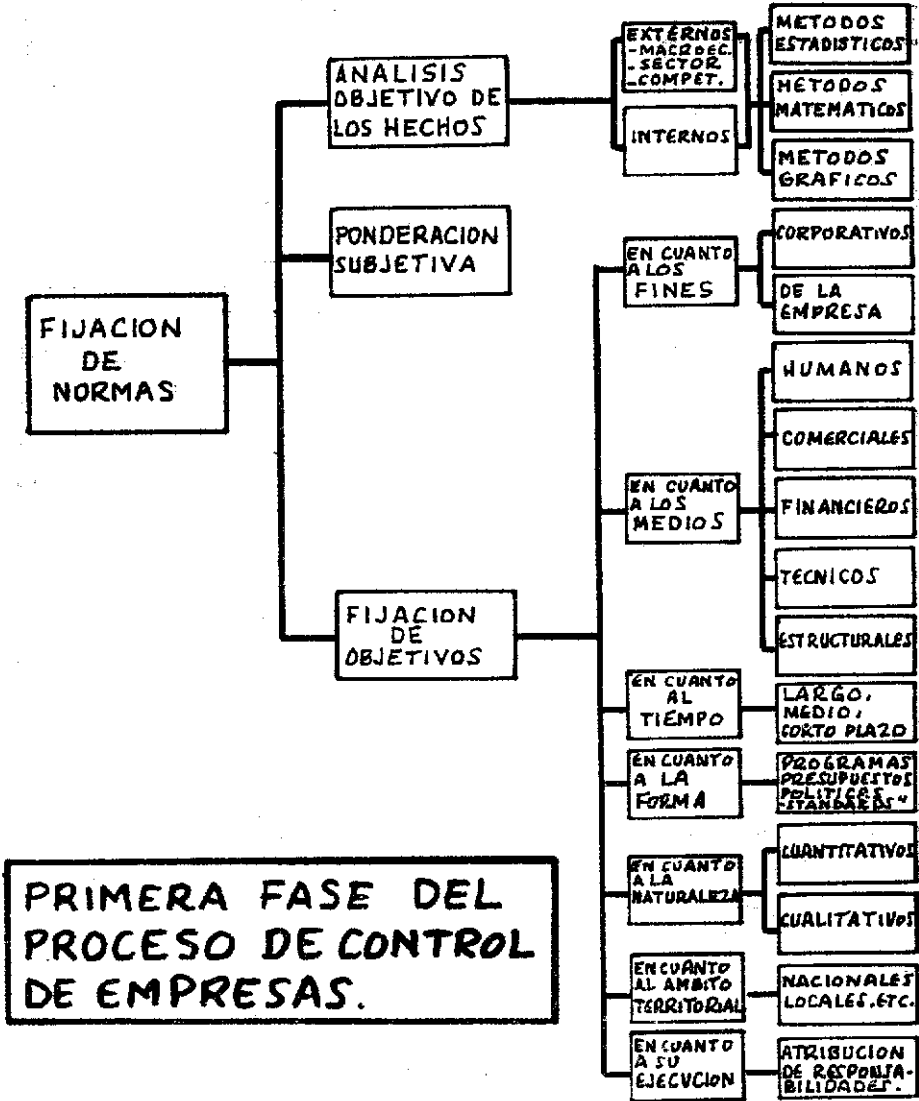 EXTERNOS
-MACROEC.
-SECTOR
-COMPET.
METODOS
ESTADISTICOS
ANALISIS
OBJETIVO DE
LOS HECHOS
METODOS
MATEMATICOS
INTERNOS
METODOS
GRAFICOS
PONDERACION
SUBJETIVA
EN CUANTO
A LOS
FINES
CORPORATIVOS
DE LA
EMPRESA
FIJACION
DE
NORMAS
HUMANOS
COMERCIALES
EN CUANTO
A LOS
MEDIOS
FINANCIEROS
TECNICOS
ESTRUCTURALES
FIJACION
DE
OBJETIVOS
EN CUANTO
AL
TIEMPO
LARGO,
MEDIO,
CORTO PLAZO
EN CUANTO
A LA
FORMA
PROGRAMAS
PRESUPUESTOS
POLITICAS
"STANDARDS"
EN CUANTO
A LA
NATURALEZA
CUANTITATIVOS
CUALITATIVOS
PRIMERA FASE DEL
PROCESO DE CONTROL
DE EMPRESAS.
EN CUANTO
AL AMBITO
TERRITORIAL
NACIONALES
LOCALES.ETC.
EN CUANTO
A SU
EJECUCION
ATRIBUCION
DE RESPONSA-
BILIDADES.